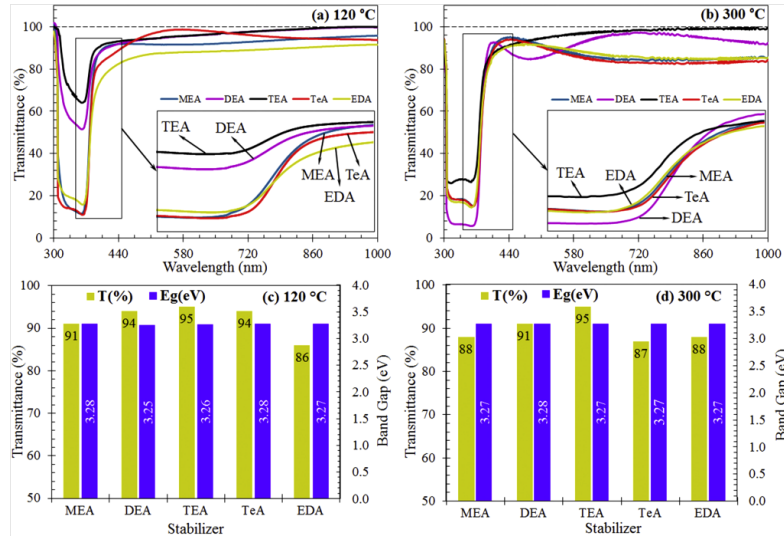 (a) 120 °C
100
80
60
40
20
0
Transmittance (%)
MEA DEA TEA TeA EDA
TEA
DEA
MEA
TeA
EDA
300 440 580 720 860 1000
Wavelength (nm)
(b) 300 °C
100
80
60
40
20
0
Transmittance (%)
MEA DEA TEA TeA EDA
TEA
EDA
MEA
TeA
DEA
300 440 580 720 860 1000
Wavelength (nm)
T(%) Eg(eV) (c) 120 °C
100
90
80
70
60
50
Transmittance (%)
91 94 95 94 86
3.28 3.25 3.26 3.28 3.27
4.0
3.5
3.0
2.5
2.0
1.5
1.0
0.5
0.0
Band Gap (eV)
MEA DEA TEA TeA EDA
Stabilizer
T(%) Eg(eV) (d) 300 °C
100
90
80
70
60
50
Transmittance (%)
88 91 95 87 88
3.27 3.28 3.27 3.27 3.27
4.0
3.5
3.0
2.5
2.0
1.5
1.0
0.5
0.0
Band Gap (eV)
MEA DEA TEA TeA EDA
Stabilizer